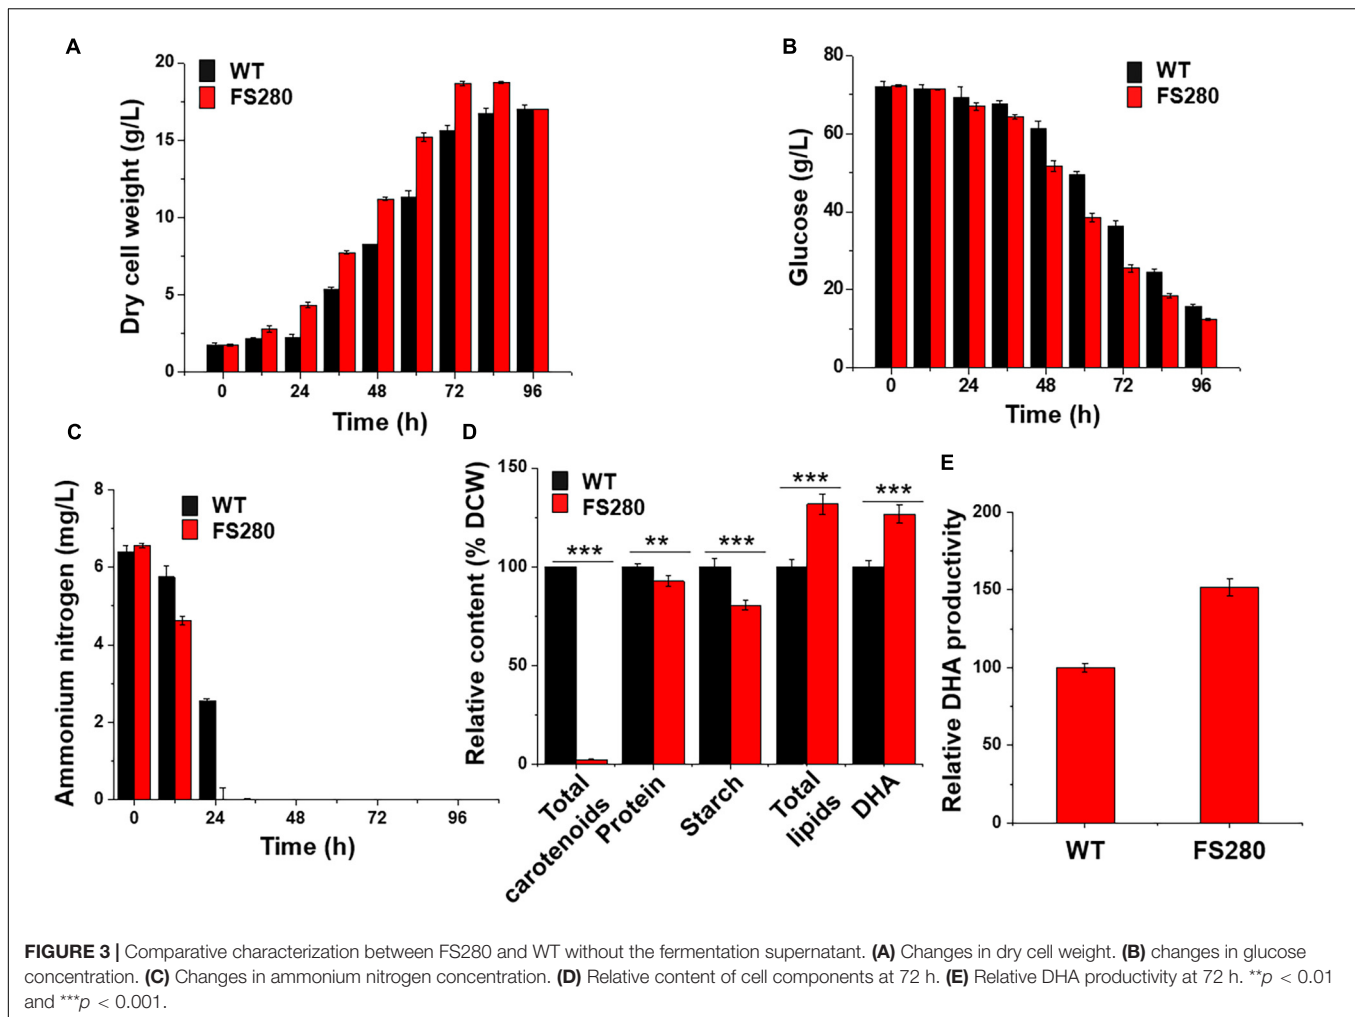 A
WT
FS280
Dry cell weight (g/L)
20
15
10
5
0
0 24 48 72 96
Time (h)
B
WT
FS280
Glucose (g/L)
80
60
40
20
0
0 24 48 72 96
Time (h)
C
WT
FS280
Ammonium nitrogen (mg/L)
8
6
4
2
0
0 24 48 72 96
Time (h)
D
WT
FS280
Relative content (% DCW)
150
100
50
0
*** ** *** *** ***
Total carotenoids
Protein
Starch
Total lipids
DHA
E
Relative DHA productivity
200
150
100
50
0
WT FS280
FIGURE 3 | Comparative characterization between FS280 and WT without the fermentation supernatant. (A) Changes in dry cell weight. (B) changes in glucose
concentration. (C) Changes in ammonium nitrogen concentration. (D) Relative content of cell components at 72 h. (E) Relative DHA productivity at 72 h. **p < 0.01
and ***p < 0.001.